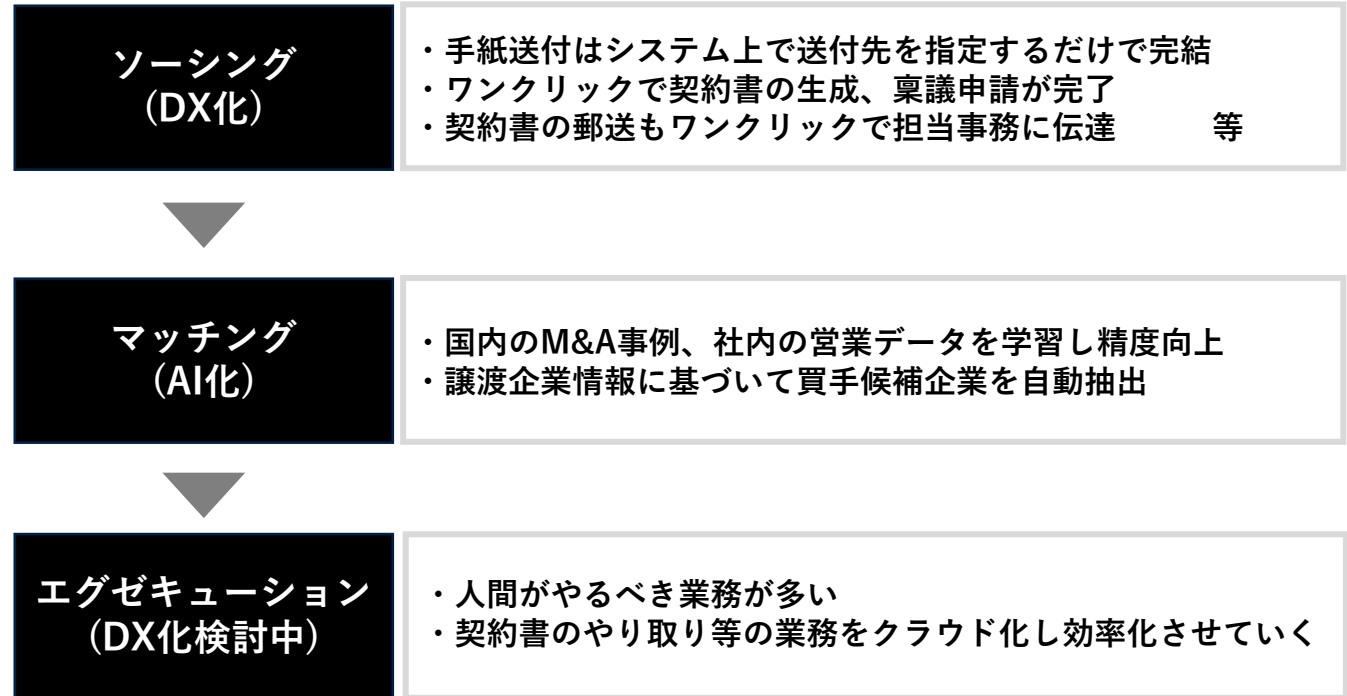 ソーシング
(DX化)
・手紙送付はシステム上で送付先を指定するだけで完結
・ワンクリックで契約書の生成、稟議申請が完了
・契約書の郵送もワンクリックで担当事務に伝達　　　等
マッチング
(AI化)
・国内のM&A事例、社内の営業データを学習し精度向上
・譲渡企業情報に基づいて買手候補企業を自動抽出
エグゼキューション
(DX化検討中)
・人間がやるべき業務が多い
・契約書のやり取り等の業務をクラウド化し効率化させていく